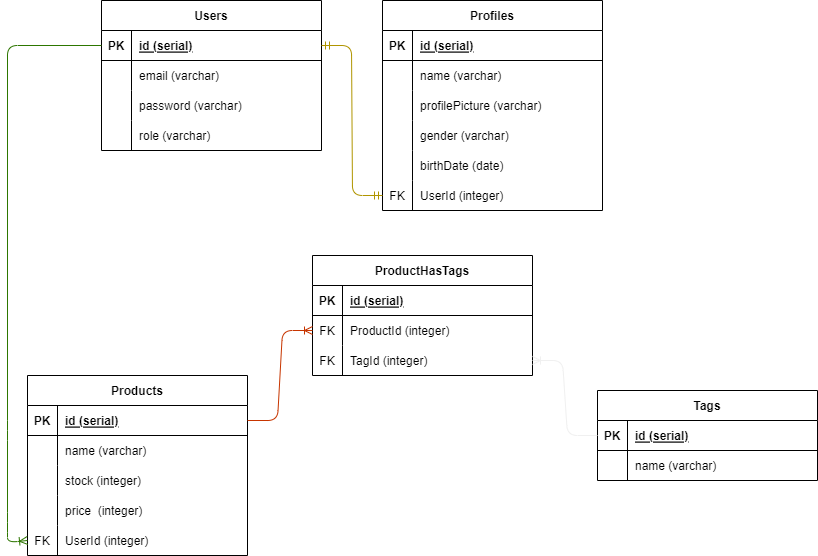 Users
PK id (serial)
email (varchar)
password (varchar)
role (varchar)
Profiles
PK id (serial)
name (varchar)
profilePicture (varchar)
gender (varchar)
birthDate (date)
FK UserId (integer)
ProductHasTags
PK id (serial)
FK ProductId (integer)
FK TagId (integer)
Products
PK id (serial)
name (varchar)
stock (integer)
price (integer)
FK UserId (integer)
Tags
PK id (serial)
name (varchar)